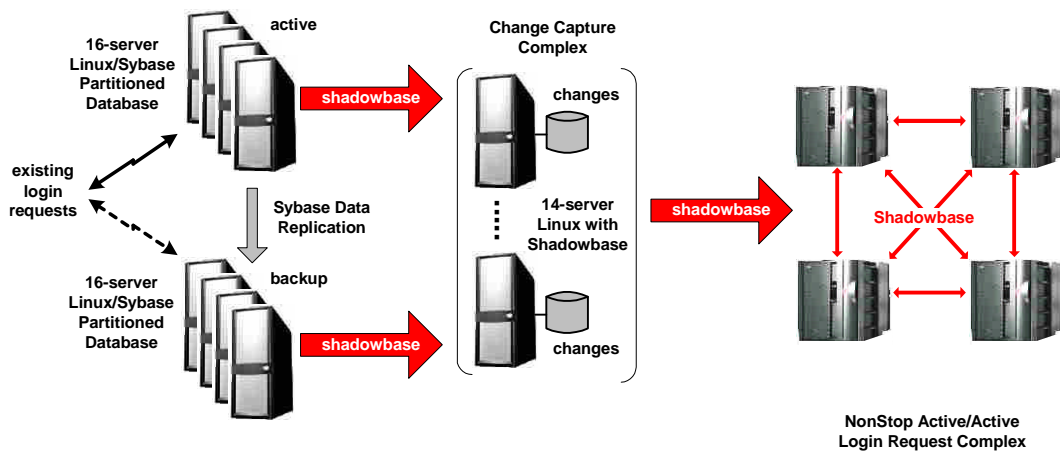 active
16-server
Linux/Sybase
Partitioned
Database
shadowbase
existing
login
requests
Sybase Data
Replication
backup
16-server
Linux/Sybase
Partitioned
Database
shadowbase
Change Capture
Complex
changes
14-server
Linux with
Shadowbase
changes
shadowbase
Shadowbase
NonStop Active/Active
Login Request Complex